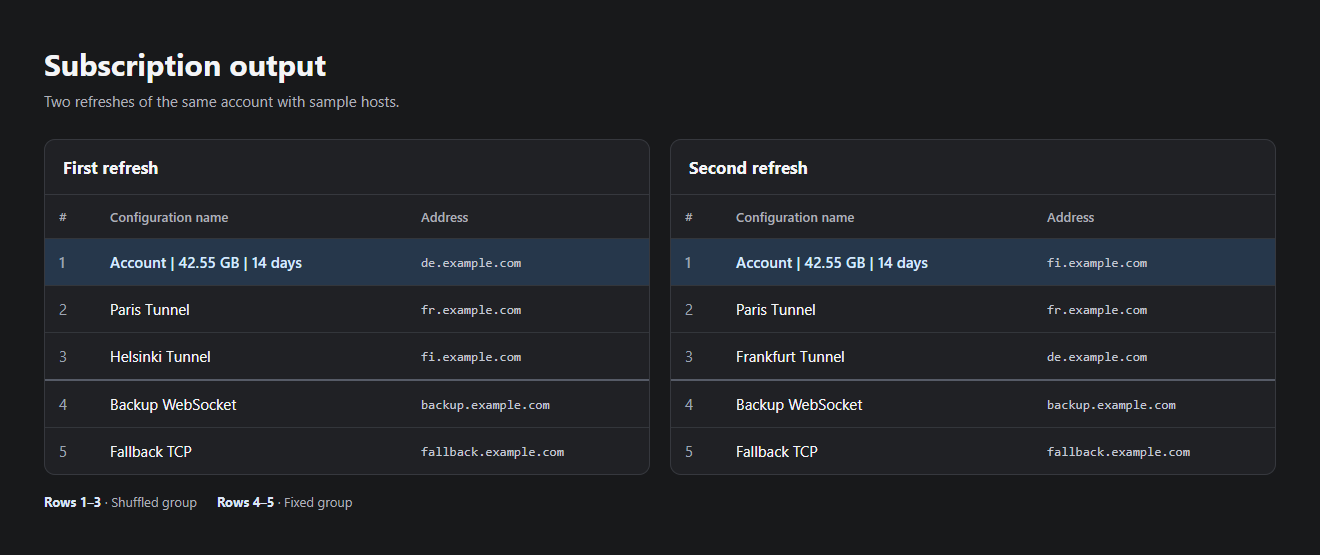 Subscription output
Two refreshes of the same account with sample hosts.
First refresh
# Configuration name Address
1 Account | 42.55 GB | 14 days de.example.com
2 Paris Tunnel fr.example.com
3 Helsinki Tunnel fi.example.com
4 Backup WebSocket backup.example.com
5 Fallback TCP fallback.example.com
Second refresh
# Configuration name Address
1 Account | 42.55 GB | 14 days fi.example.com
2 Paris Tunnel fr.example.com
3 Frankfurt Tunnel de.example.com
4 Backup WebSocket backup.example.com
5 Fallback TCP fallback.example.com
Rows 1–3 · Shuffled group Rows 4–5 · Fixed group